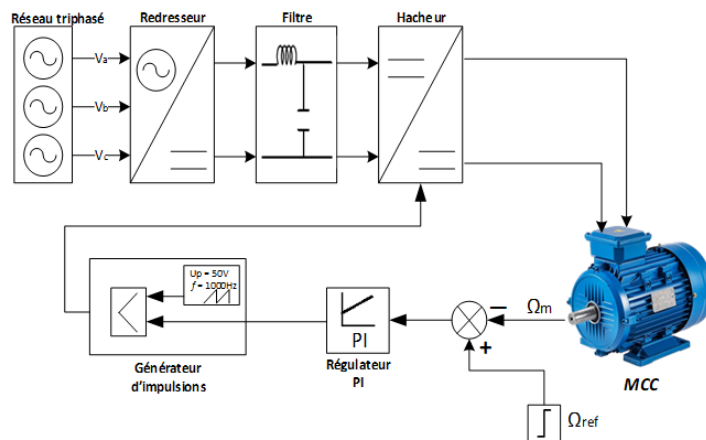 Réseau triphasé
Redresseur
Filtre
Hacheur
Va
Vb
Vc
Up = 50V
f = 1000Hz
PI
Ωm
+
−
Générateur
d'impulsions
Régulateur
PI
MCC
Ωref